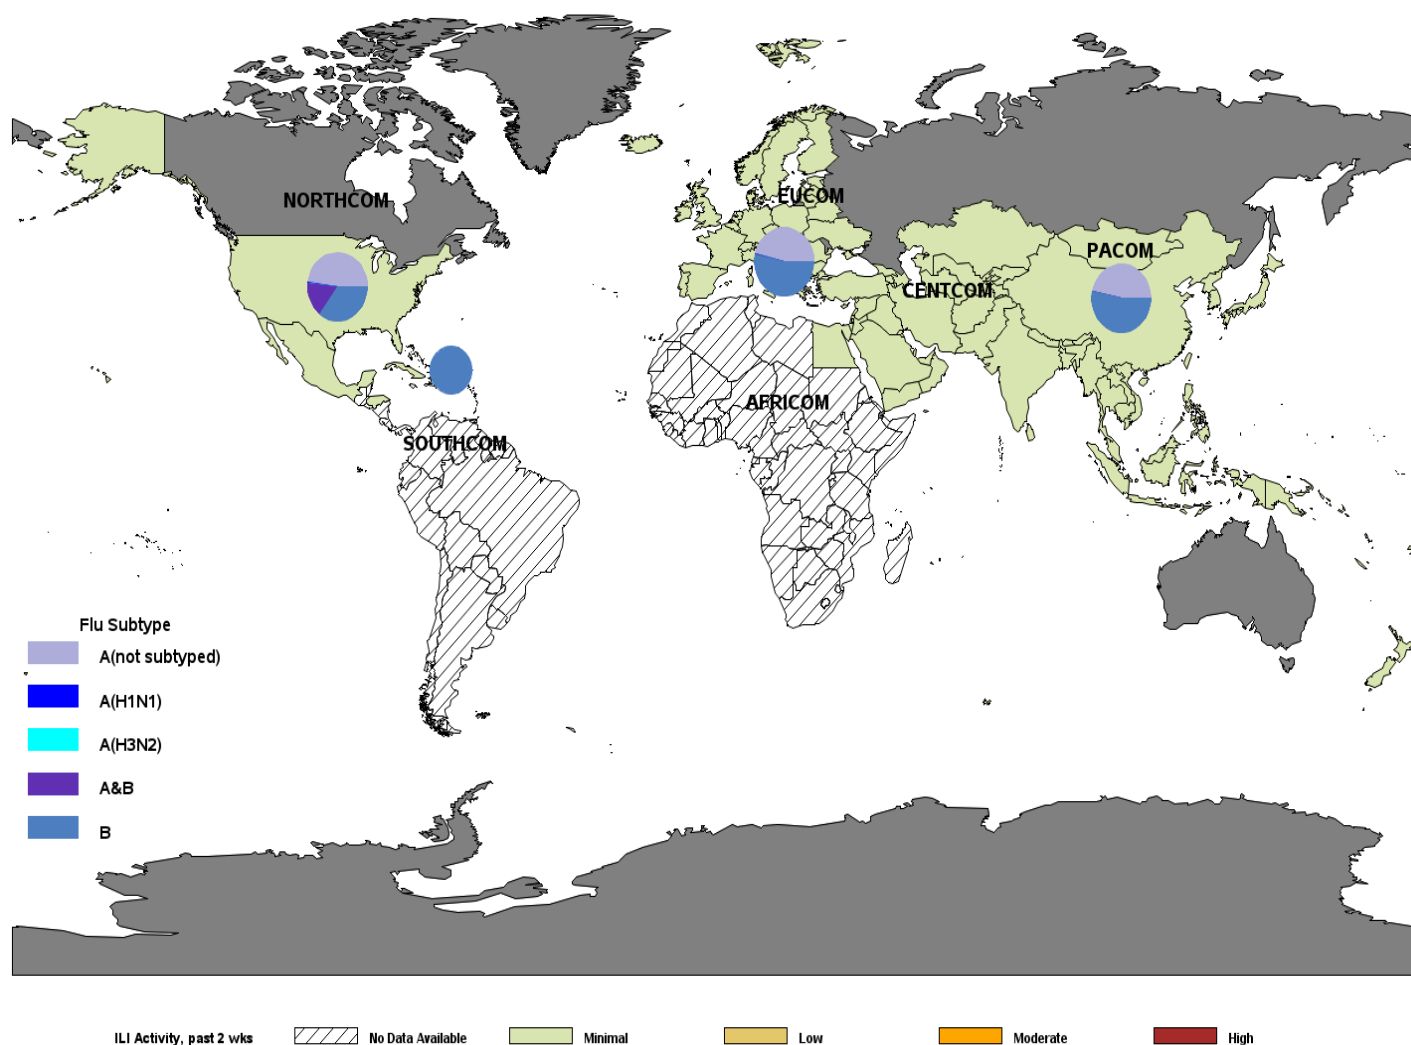 NORTHCOM
EUCOM
PACOM
CENTCOM
AFRICOM
SOUTHCOM
Flu Subtype
A(not subtyped)
A(H1N1)
A(H3N2)
A&B
B
ILI Activity, past 2 wks No Data Available Minimal Low Moderate High